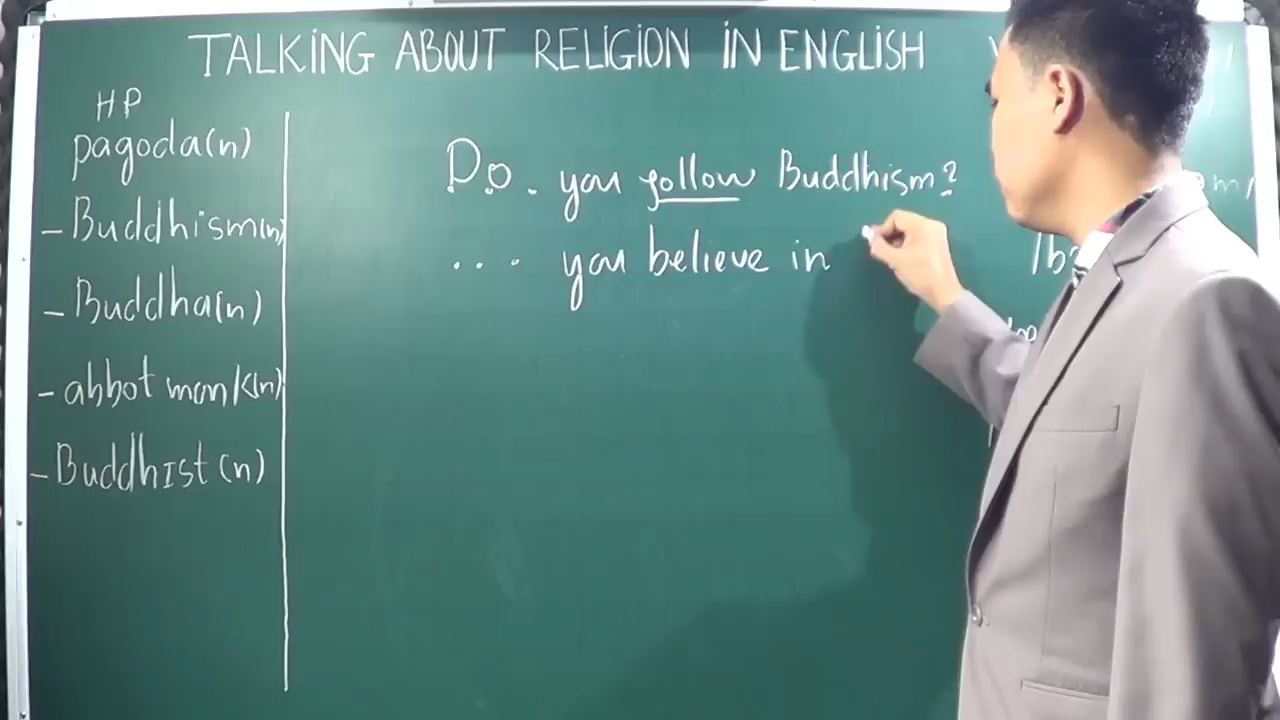 TALKING ABOUT RELIGION IN ENGLISH
HP
pagoda(n)
- Buddhism(n)
- Buddha(n)
- abbot monk(n)
- Buddhist (n)
Do. you follow Buddhism?
... you believe in